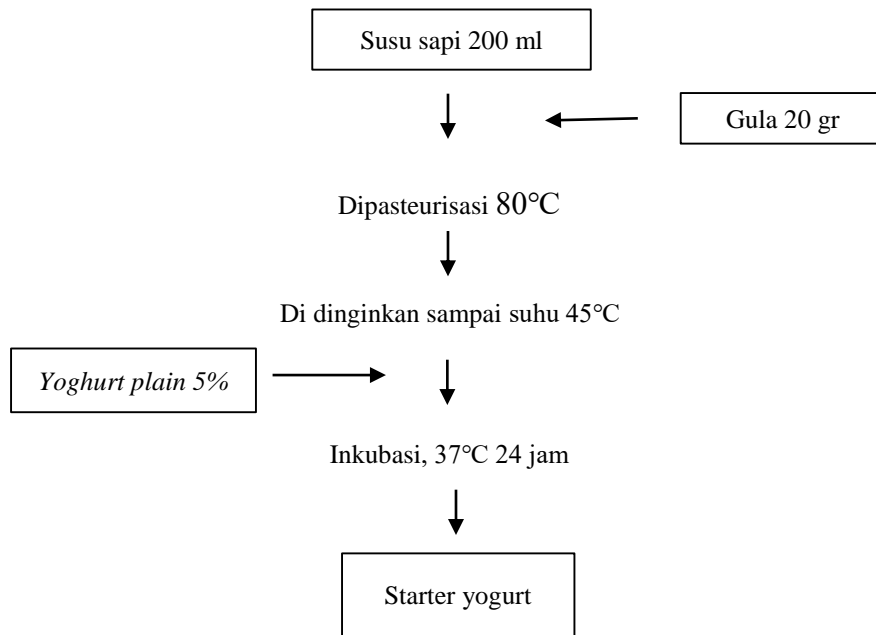 Susu sapi 200 ml
Gula 20 gr
Dipasteurisasi 80°C
Di dinginkan sampai suhu 45°C
Yoghurt plain 5%
Inkubasi, 37°C 24 jam
Starter yogurt